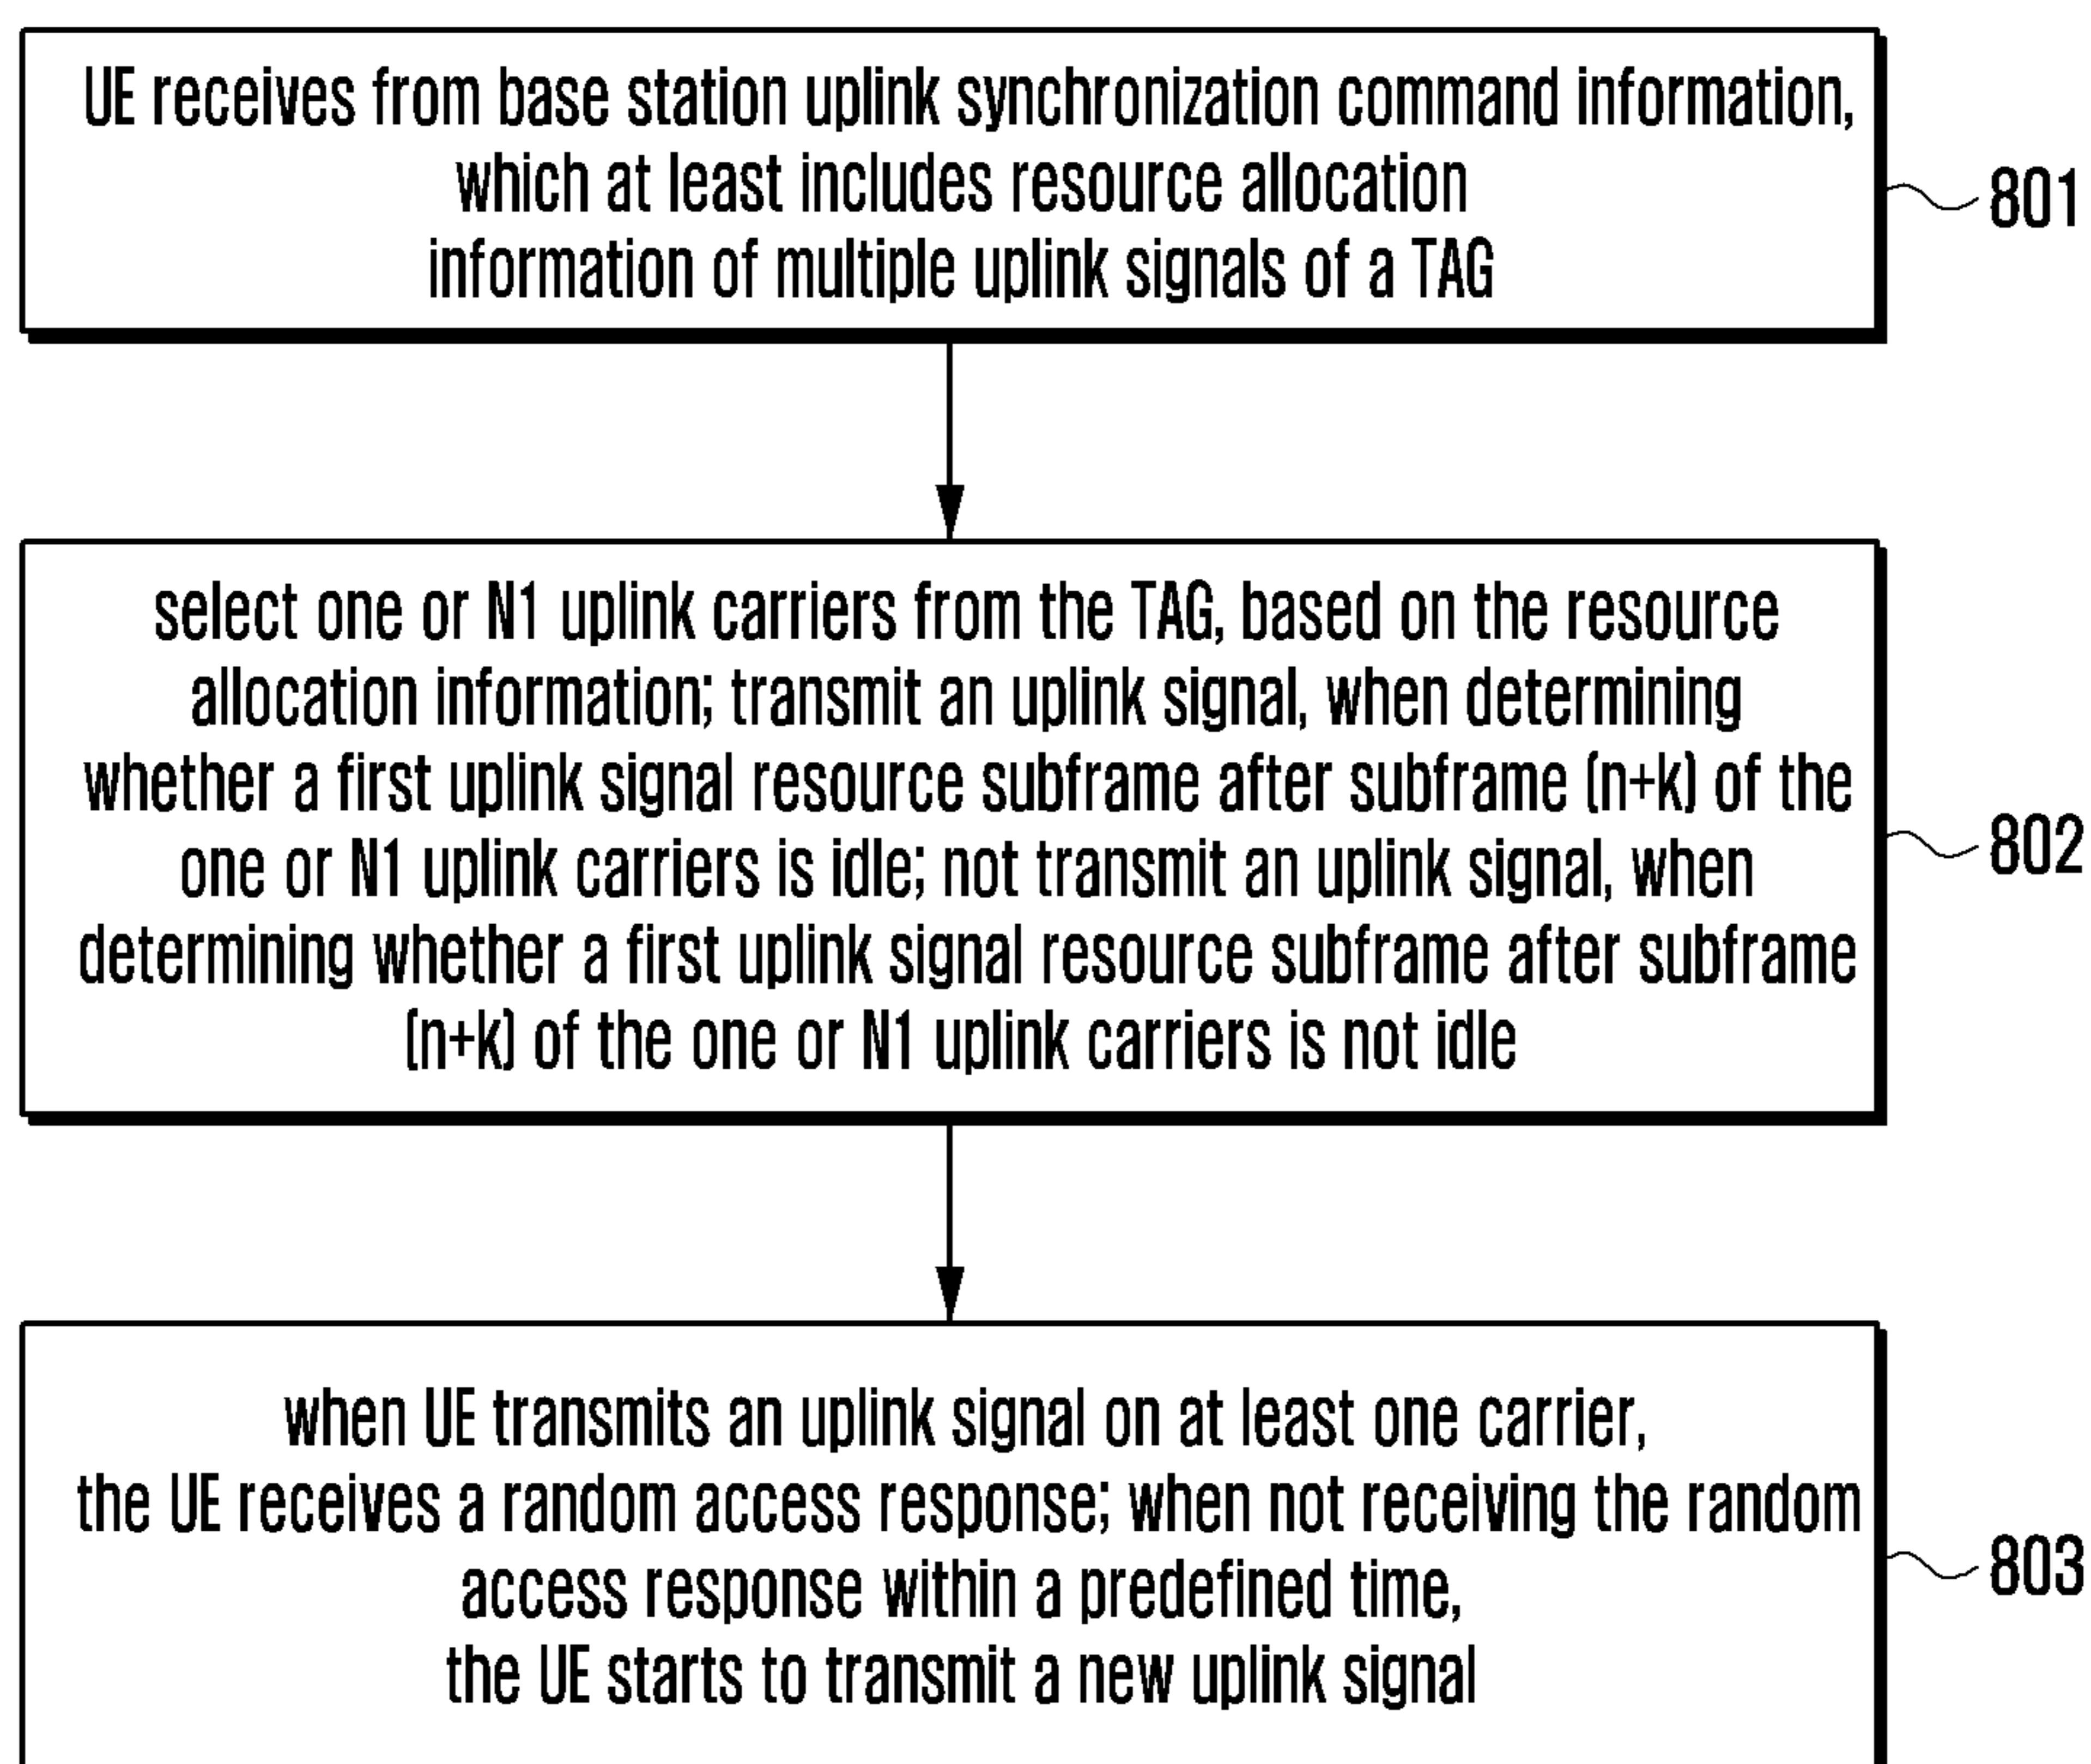 UE receives from base station uplink synchronization command information,
which at least includes resource allocation
information of multiple uplink signals of a TAG
801
select one or N1 uplink carriers from the TAG, based on the resource
allocation information; transmit an uplink signal, when determining
whether a first uplink signal resource subframe after subframe (n+k) of the
one or N1 uplink carriers is idle; not transmit an uplink signal, when
determining whether a first uplink signal resource subframe after subframe
(n+k) of the one or N1 uplink carriers is not idle
802
when UE transmits an uplink signal on at least one carrier,
the UE receives a random access response; when not receiving the random
access response within a predefined time,
the UE starts to transmit a new uplink signal
803